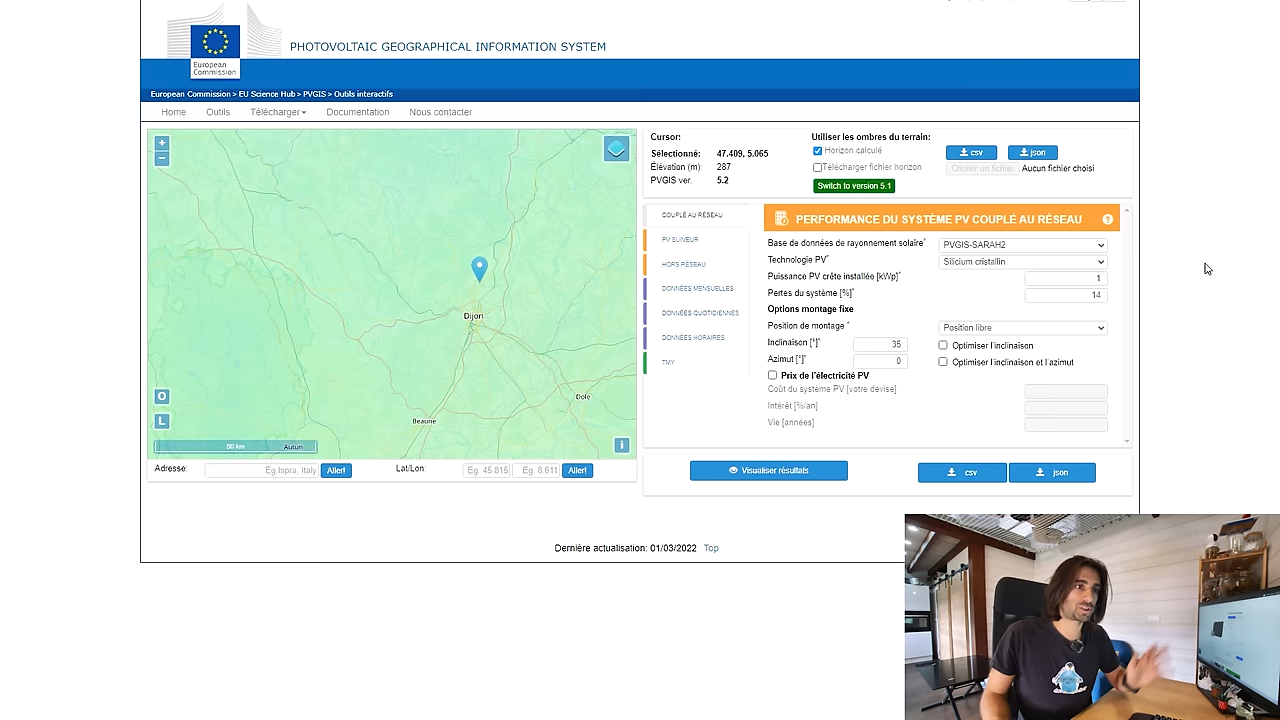 European
Commission
PHOTOVOLTAIC GEOGRAPHICAL INFORMATION SYSTEM
European Commission > EU Science Hub > PVGIS > Outils interactifs
Home Outils Télécharger Documentation Nous contacter
+
−
Dijon
Dole
Beaune
Autun
50 km
O
L
i
Adresse: Eg.Ispra, Italy Aller! Lat/Lon: Eg. 45.815 Eg. 8.611 Aller!
Cursor:
Sélectionné: 47.409, 5.065
Élévation (m): 287
PVGIS ver. 5.2
Utiliser les ombres du terrain:
Horizon calculé
Télécharger fichier horizon
Switch to version 5.1
csv json
Choisir un fichier Aucun fichier choisi
COUPLÉ AU RÉSEAU
PV SUIVEUR
HORS RÉSEAU
DONNÉES MENSUELLES
DONNÉES QUOTIDIENNES
DONNÉES HORAIRES
TMY
PERFORMANCE DU SYSTÈME PV COUPLÉ AU RÉSEAU ?
Base de données de rayonnement solaire* PVGIS-SARAH2
Technologie PV* Silicium cristallin
Puissance PV crête installée [kWp]* 1
Pertes du système [%]* 14
Options montage fixe
Position de montage * Position libre
Inclinaison [°]* 35 Optimiser l'inclinaison
Azimut [°]* 0 Optimiser l'inclinaison et l'azimut
Prix de l'électricité PV
Coût du système PV [votre devise]
Intérêt [%/an]
Vie [années]
Visualiser résultats csv json
Dernière actualisation: 01/03/2022 Top